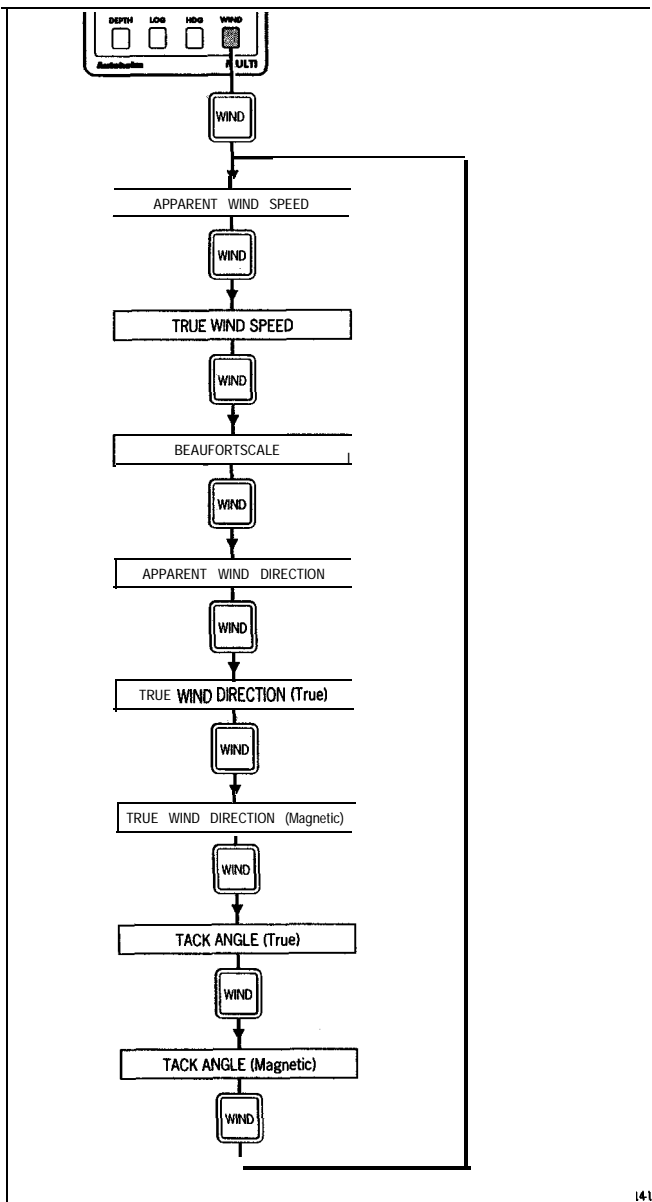 DEPTH LOG HDG WIND
Autohelm MULTI
WIND
APPARENT WIND SPEED
WIND
TRUE WIND SPEED
WIND
BEAUFORTSCALE
WIND
APPARENT WIND DIRECTION
WIND
TRUE WIND DIRECTION (True)
WIND
TRUE WIND DIRECTION (Magnetic)
WIND
TACK ANGLE (True)
WIND
TACK ANGLE (Magnetic)
WIND